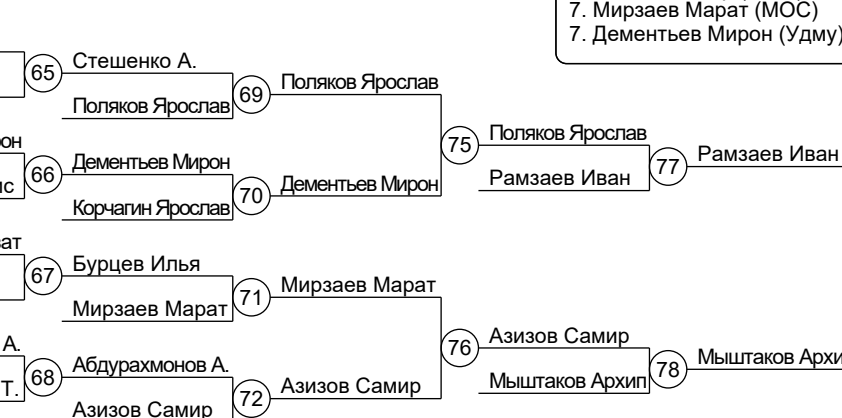 7. Мирзаев Марат (МОС)
7. Дементьев Мирон (Удму)
65 Стешенко А.
Поляков Ярослав
69 Поляков Ярослав
66 Дементьев Мирон
Корчагин Ярослав
70 Дементьев Мирон
75 Поляков Ярослав
Рамзаев Иван
77 Рамзаев Иван
67 Бурцев Илья
Мирзаев Марат
71 Мирзаев Марат
А.
Т.
68 Абдурахмонов А.
Азизов Самир
72 Азизов Самир
76 Азизов Самир
Мыштаков Архип
78 Мыштаков Архи